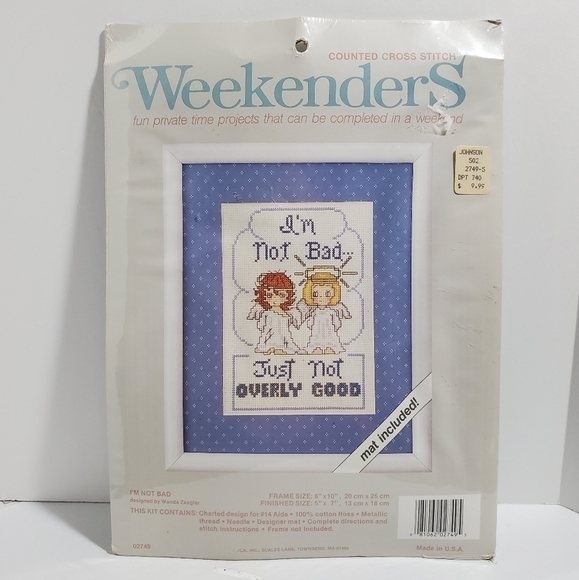 COUNTED CROSS STITCH
WeekenderS
fun private time projects that can be completed in a weekend
JOHNSON
502
2749-5
DPT 740
$ 9.99
I'm
Not Bad...
Just Not
OVERLY GOOD
mat included!
I'M NOT BAD
designed by Wanda
FRAME SIZE: 8" x 10", 20 cm x 25 cm
FINISHED SIZE: 5" x 7", 13 cm x 18 cm
THIS KIT CONTAINS: Charted design for #14 Aida • 100% cotton floss • Metallic
thread • Needle • Designer mat • Complete directions and
stitch instructions • Frame not included.
02749
81062 02749
Made in U.S.A.